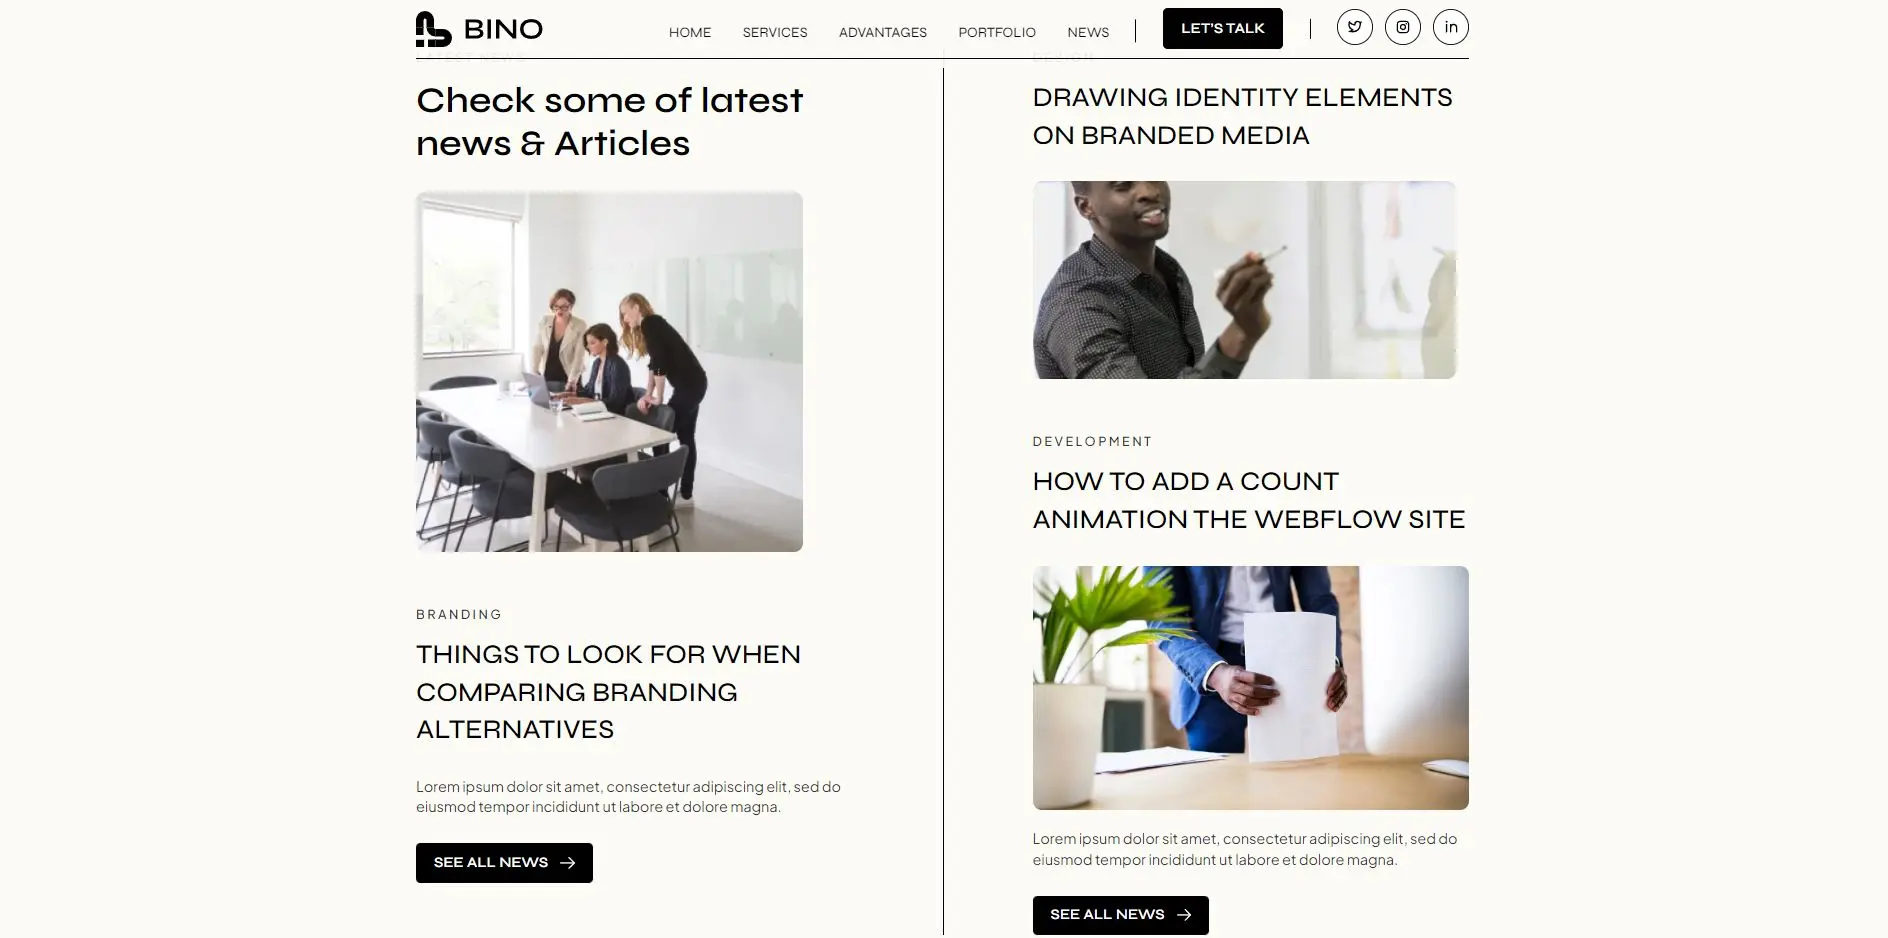 BINO
HOME
SERVICES
ADVANTAGES
PORTFOLIO
NEWS
LET'S TALK
in
LATEST NEWS
Check some of latest
news & Articles
BRANDING
THINGS TO LOOK FOR WHEN
COMPARING BRANDING
ALTERNATIVES
Lorem ipsum dolor sit amet, consectetur adipiscing elit, sed do
eiusmod tempor incididunt ut labore et dolore magna.
SEE ALL NEWS
DESIGN
DRAWING IDENTITY ELEMENTS
ON BRANDED MEDIA
DEVELOPMENT
HOW TO ADD A COUNT
ANIMATION THE WEBFLOW SITE
Lorem ipsum dolor sit amet, consectetur adipiscing elit, sed do
eiusmod tempor incididunt ut labore et dolore magna.
SEE ALL NEWS